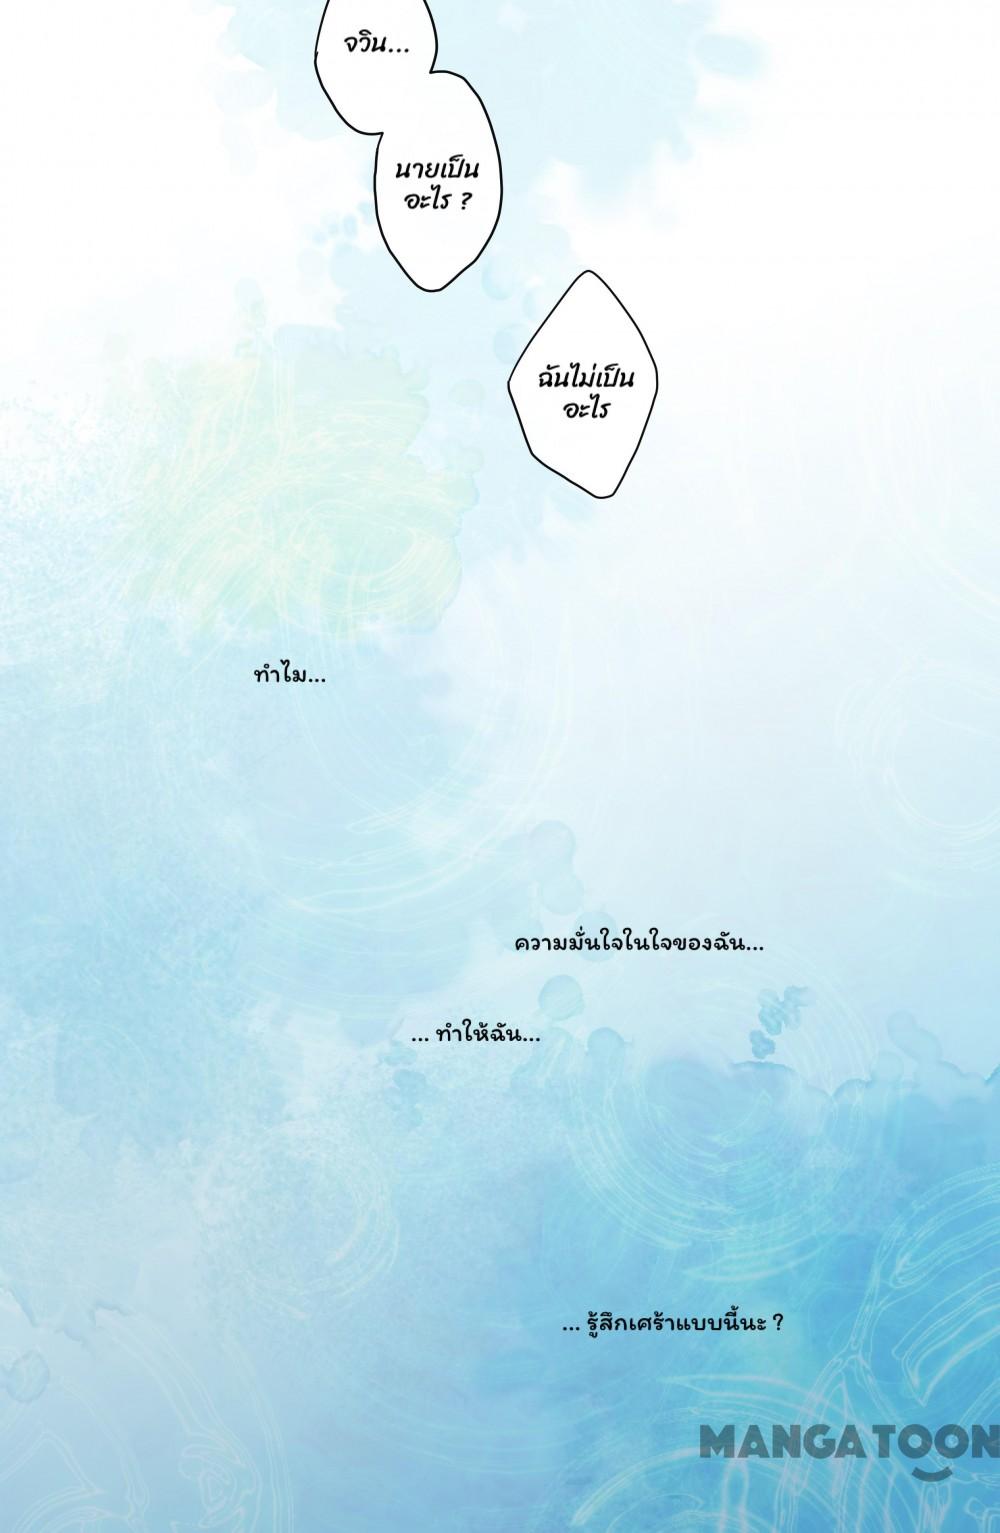 จวิน...
นายเป็น
อะไร ?
ฉันไม่เป็น
อะไร
ทำไม...
ความมั่นใจในใจของฉัน...
... ทำให้ฉัน...
... รู้สึกเศร้าแบบนี้นะ ?
MANGATOON